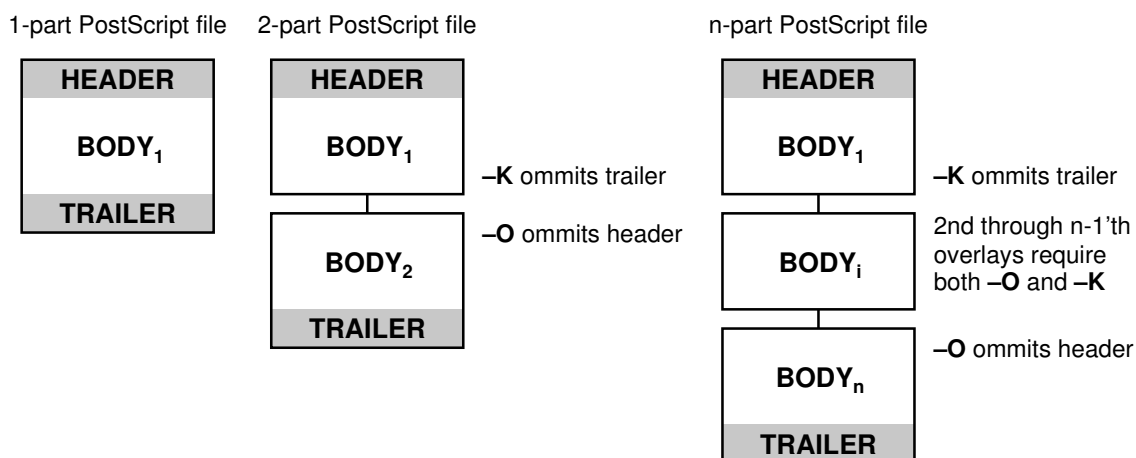 1-part PostScript file
HEADER
BODY1
TRAILER
2-part PostScript file
HEADER
BODY1
–K ommits trailer
–O ommits header
BODY2
TRAILER
n-part PostScript file
HEADER
BODY1
–K ommits trailer
2nd through n-1'th
overlays require
both –O and –K
BODYi
–O ommits header
BODYn
TRAILER